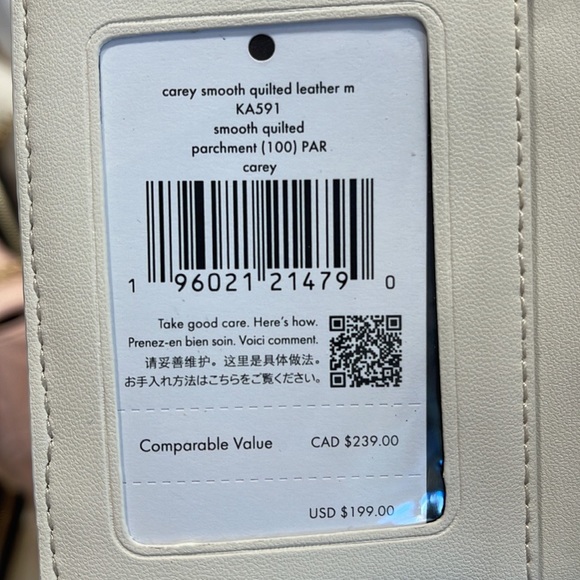 carey smooth quilted leather m
KA591
smooth quilted
parchment (100) PAR
carey
1 96021 21479 0
Take good care. Here's how.
Prenez-en bien soin. Voici comment.
请妥善维护。这里是具体做法。
お手入れ方法はこちらをご覧ください。
Comparable Value CAD $239.00
USD $199.00